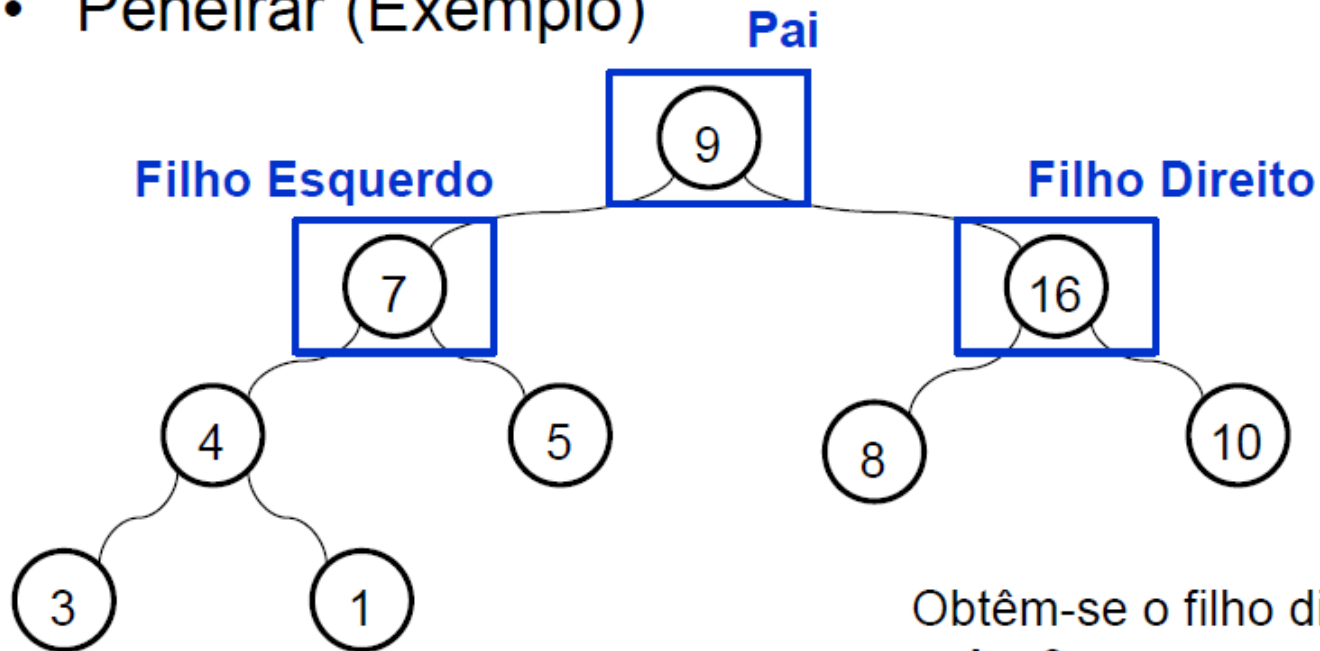 • Peneirar (Exemplo)
Pai
9
Filho Esquerdo
Filho Direito
7
16
4
5
8
10
3
1
Obtêm-se o filho di